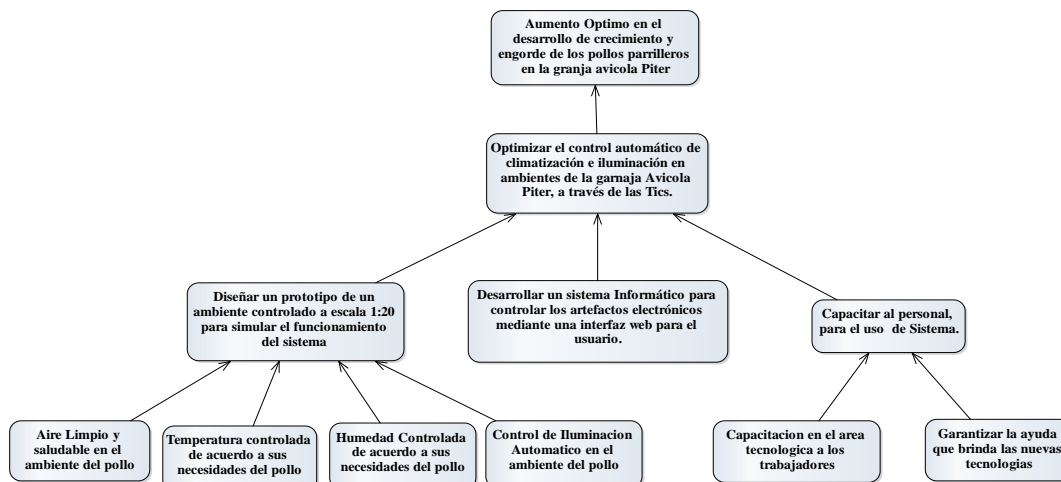 Aumento Optimo en el
desarrollo de crecimiento y
engorde de los pollos parrilleros
en la granja avicola Piter
Optimizar el control automático de
climatización e iluminación en
ambientes de la garnaja Avicola
Piter, a través de las Tics.
Diseñar un prototipo de un
ambiente controlado a escala 1:20
para simular el funcionamiento
del sistema
Desarrollar un sistema Informático para
controlar los artefactos electrónicos
mediante una interfaz web para el
usuario.
Capacitar al personal,
para el uso de Sistema.
Aire Limpio y
saludable en el
ambiente del pollo
Temperatura controlada
de acuerdo a sus
necesidades del pollo
Humedad Controlada
de acuerdo a sus
necesidades del pollo
Control de Iluminacion
Automatico en el
ambiente del pollo
Capacitacion en el area
tecnologica a los
trabajadores
Garantizar la ayuda
que brinda las nuevas
tecnologias